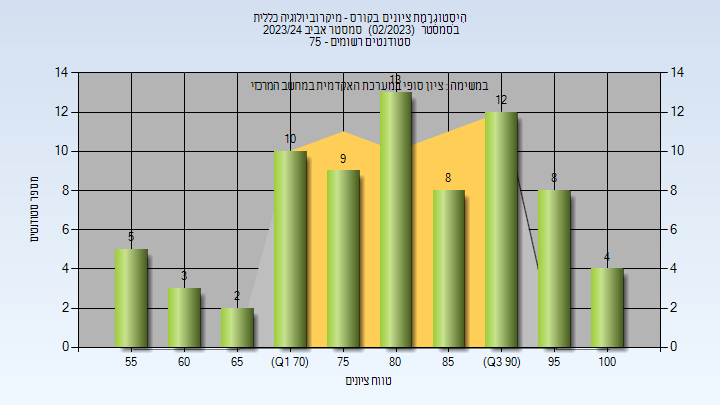 היסטוגרמת ציונים בקורס - מיקרוביולוגיה כללית
בסמסטר (02/2023) סמסטר אביב 2023/24
סטודנטים רשומים - 75
במשימה : ציון סופי במערכת האקדמית במחשב המרכזי
14 14
12 12
10 10
8 8
6 6
4 4
2 2
0 0
5 3 2 10 9 13 8 12 8 4
מספר סטודנטים
55 60 65 (Q1 70) 75 80 85 (Q3 90) 95 100
טווח ציונים